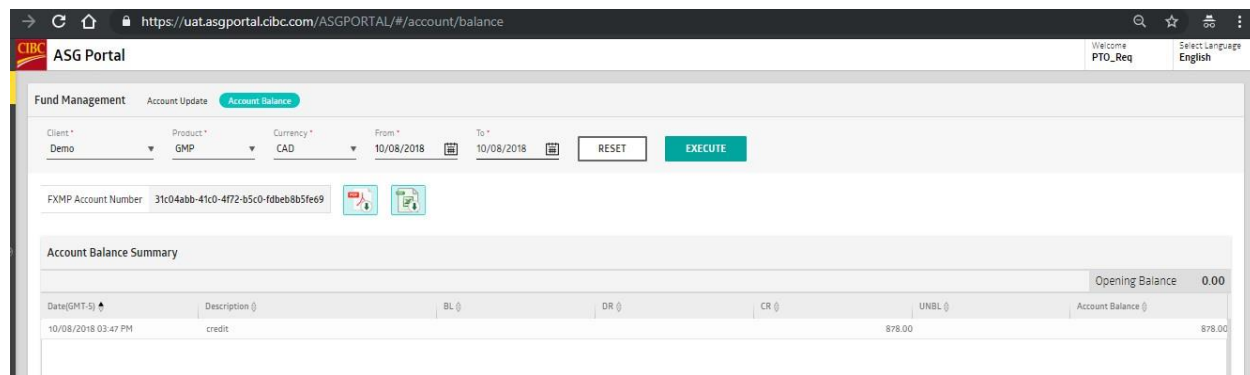 https://uat.asgportal.cibc.com/ASGPORTAL/#/account/balance
CIBC ASG Portal
Welcome
PTO_Req
Select Language
English
Fund Management Account Update Account Balance
Client * Product * Currency * From * To *
Demo GMP CAD 10/08/2018 10/08/2018 RESET EXECUTE
FXMP Account Number 31c04abb-41c0-4f72-b5c0-fdbeb8b5fe69
Account Balance Summary
Opening Balance 0.00
Date(GMT-5) Description BL DR CR UNBL Account Balance
10/08/2018 03:47 PM credit 878.00 878.00